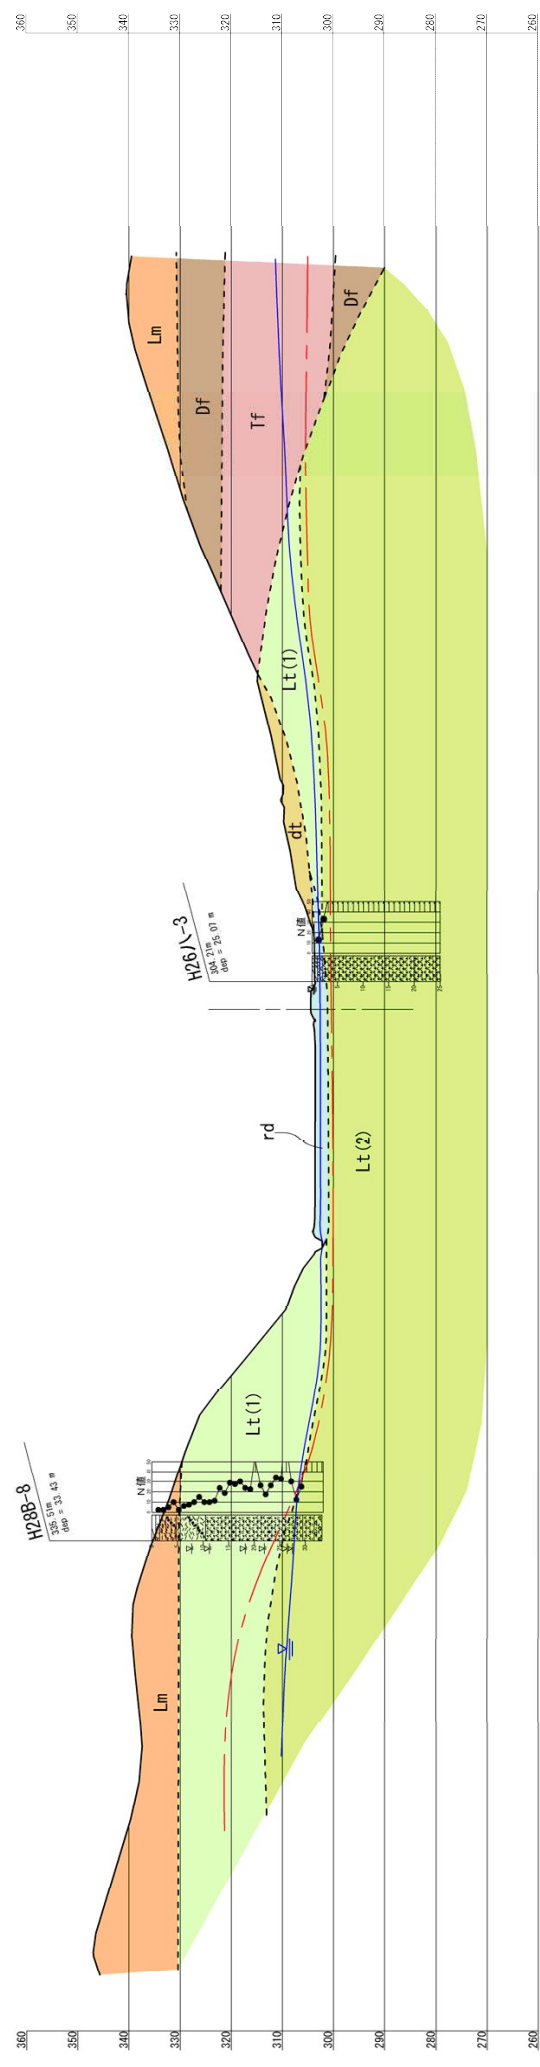 360
350
340
330
320
310
300
290
280
270
260
H28B-8
335.51m
dep = 33.43 m
N値
H26ハ-3
304.21m
dep = 25.07 m
N値
Lm
Lt(1)
Lt(2)
rd
dt
Lt(1)
Lm
Df
Tf
Df
360
350
340
330
320
310
300
290
280
270
260